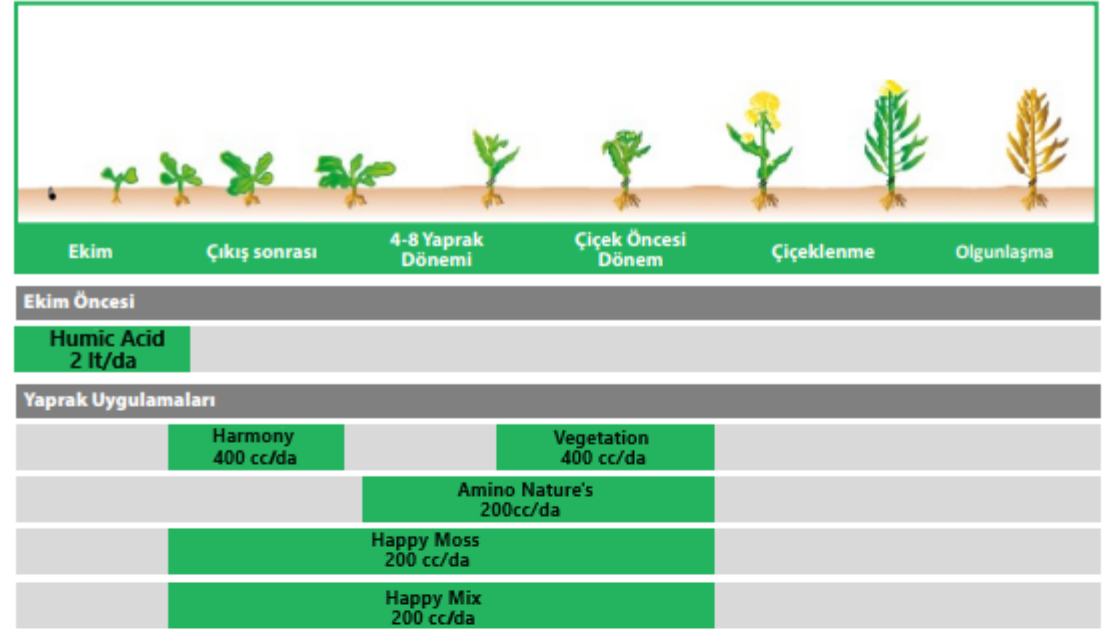 Ekim
Çıkış sonrası
4-8 Yaprak
Dönemi
Çiçek Öncesi
Dönem
Çiçeklenme
Olgunlaşma
Ekim Öncesi
Humic Acid
2 lt/da
Yaprak Uygulamaları
Harmony
400 cc/da
Vegetation
400 cc/da
Amino Nature's
200cc/da
Happy Moss
200 cc/da
Happy Mix
200 cc/da